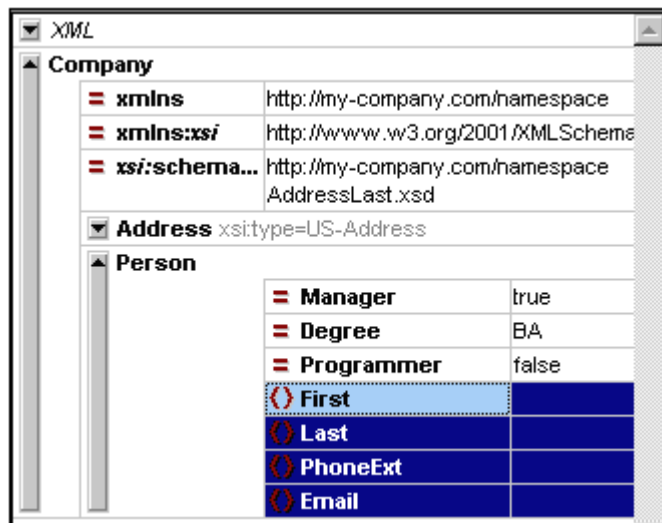 XML
Company
= xmlns http://my-company.com/namespace
= xmlns:xsi http://www.w3.org/2001/XMLSchema
= xsi:schema... http://my-company.com/namespace
AddressLast.xsd
Address xsi:type=US-Address
Person
= Manager true
= Degree BA
= Programmer false
() First
() Last
() PhoneExt
() Email